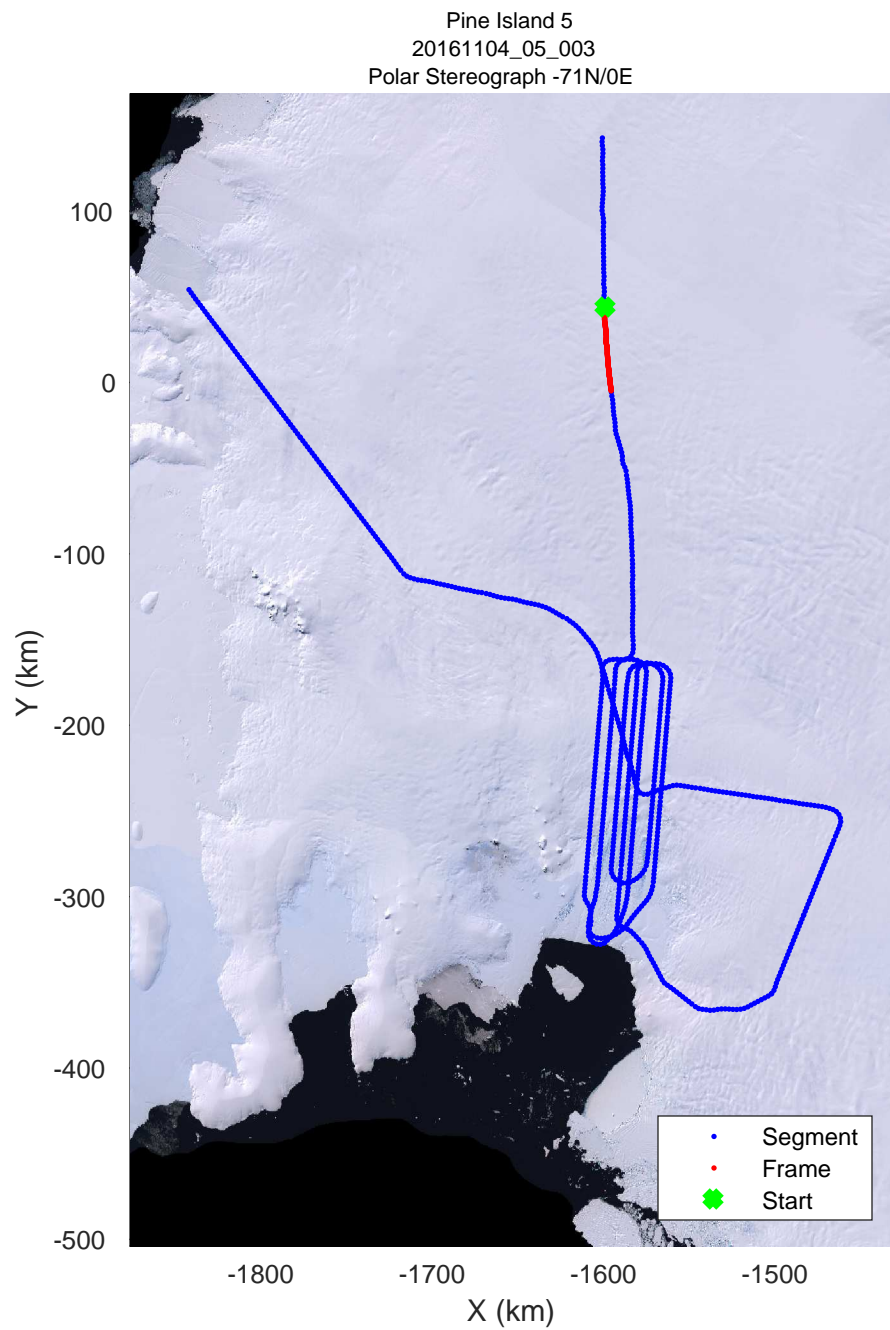 Pine Island 5
20161104_05_003
Polar Stereograph -71N/0E
100
0
-100
-200
-300
-400
-500
Y (km)
-1800
-1700
-1600
-1500
X (km)
Segment
Frame
Start